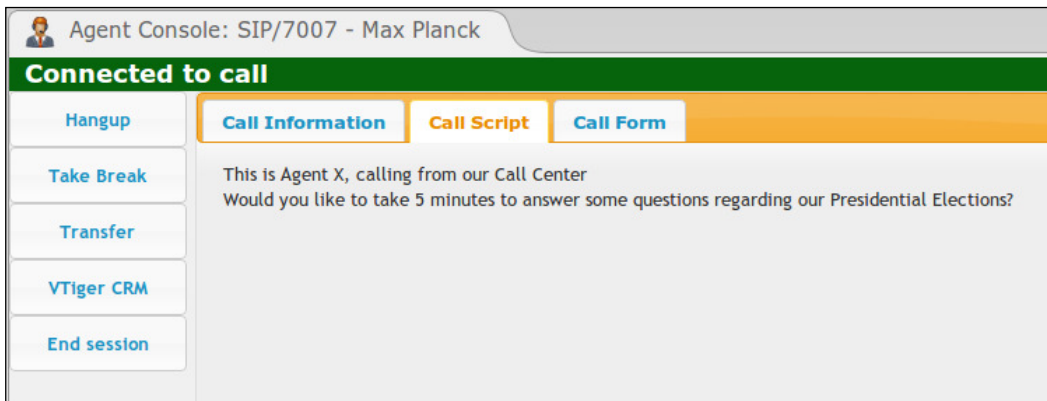 Agent Console: SIP/7007 - Max Planck
Connected to call
Hangup
Take Break
Transfer
VTiger CRM
End session
Call Information
Call Script
Call Form
This is Agent X, calling from our Call Center
Would you like to take 5 minutes to answer some questions regarding our Presidential Elections?